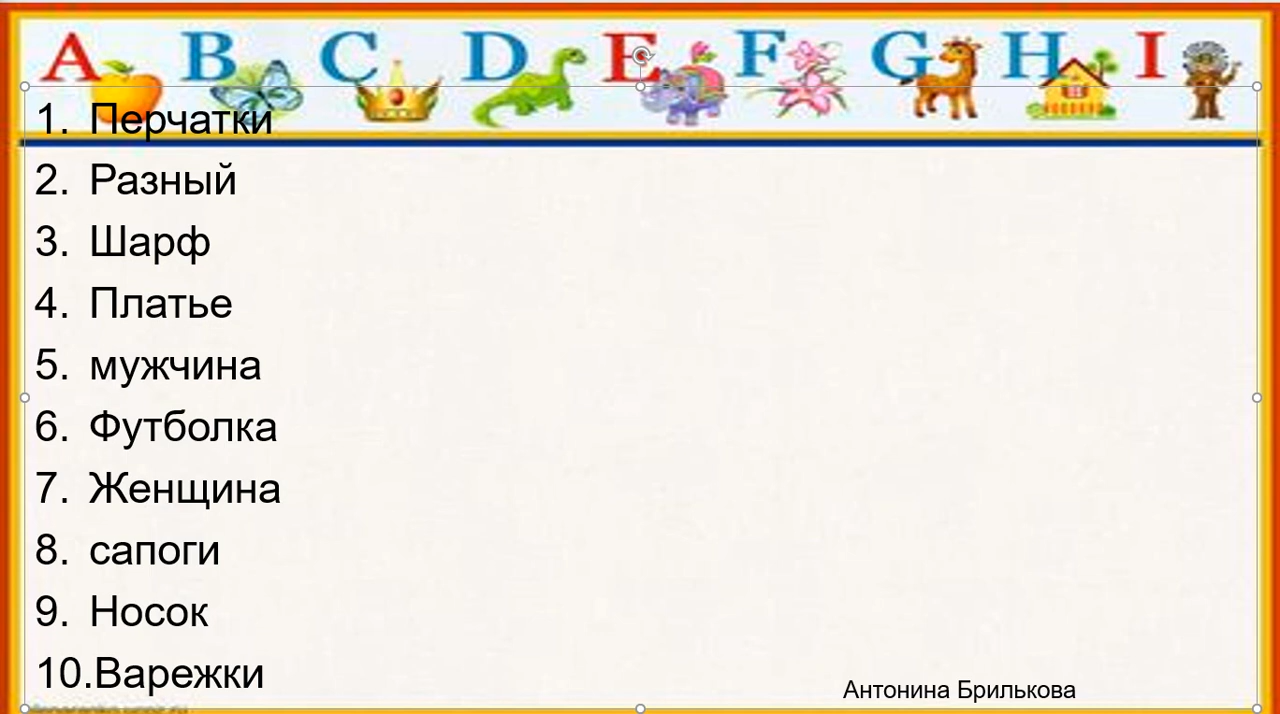 A B C D E F G H I
1. Перчатки
2. Разный
3. Шарф
4. Платье
5. мужчина
6. Футболка
7. Женщина
8. сапоги
9. Носок
10.Варежки
Антонина Брилькова